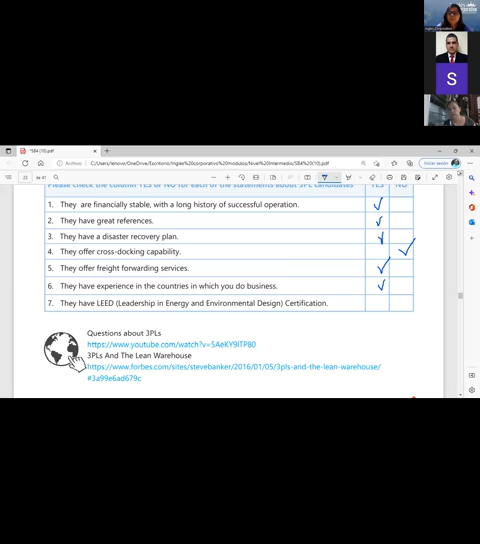 *SB4 (10).pdf
Archivo
C:/Users/lenovo/OneDrive/Escritorio/Ingles%20corporativo%20modulos/Nivel%20Intermedio/SB4%20(10).pdf
Iniciar sesión
23 de 41
Please check the column YES or NO for each of the statements about 3PL candidates YES NO
1. They are financially stable, with a long history of successful operation.
2. They have great references.
3. They have a disaster recovery plan.
4. They offer cross-docking capability.
5. They offer freight forwarding services.
6. They have experience in the countries in which you do business.
7. They have LEED (Leadership in Energy and Environmental Design) Certification.
Questions about 3PLs
https://www.youtube.com/watch?v=5AeKY9lTP80
3PLs And The Lean Warehouse
https://www.forbes.com/sites/stevebanker/2016/01/05/3pls-and-the-lean-warehouse/
#3a99e6ad679c
S